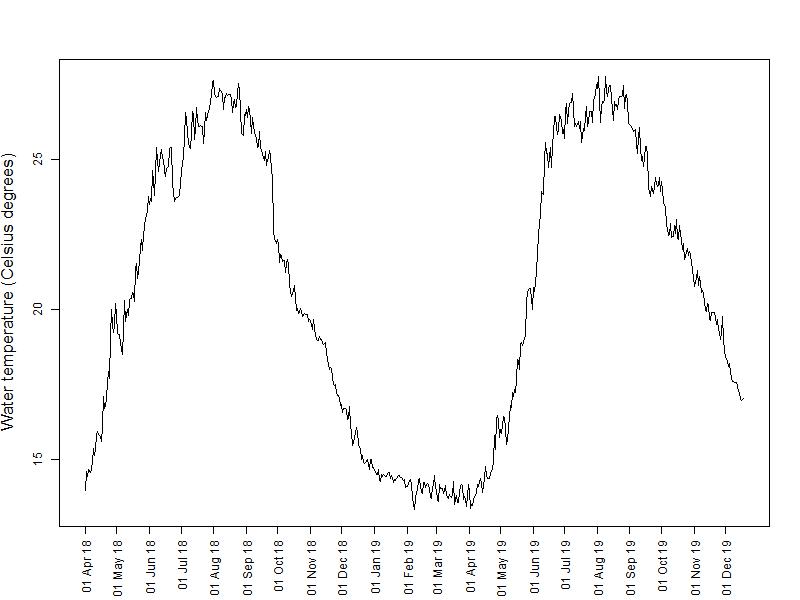 Water temperature (Celsius degrees)
25
20
15
01 Apr 18
01 May 18
01 Jun 18
01 Jul 18
01 Aug 18
01 Sep 18
01 Oct 18
01 Nov 18
01 Dec 18
01 Jan 19
01 Feb 19
01 Mar 19
01 Apr 19
01 May 19
01 Jun 19
01 Jul 19
01 Aug 19
01 Sep 19
01 Oct 19
01 Nov 19
01 Dec 19